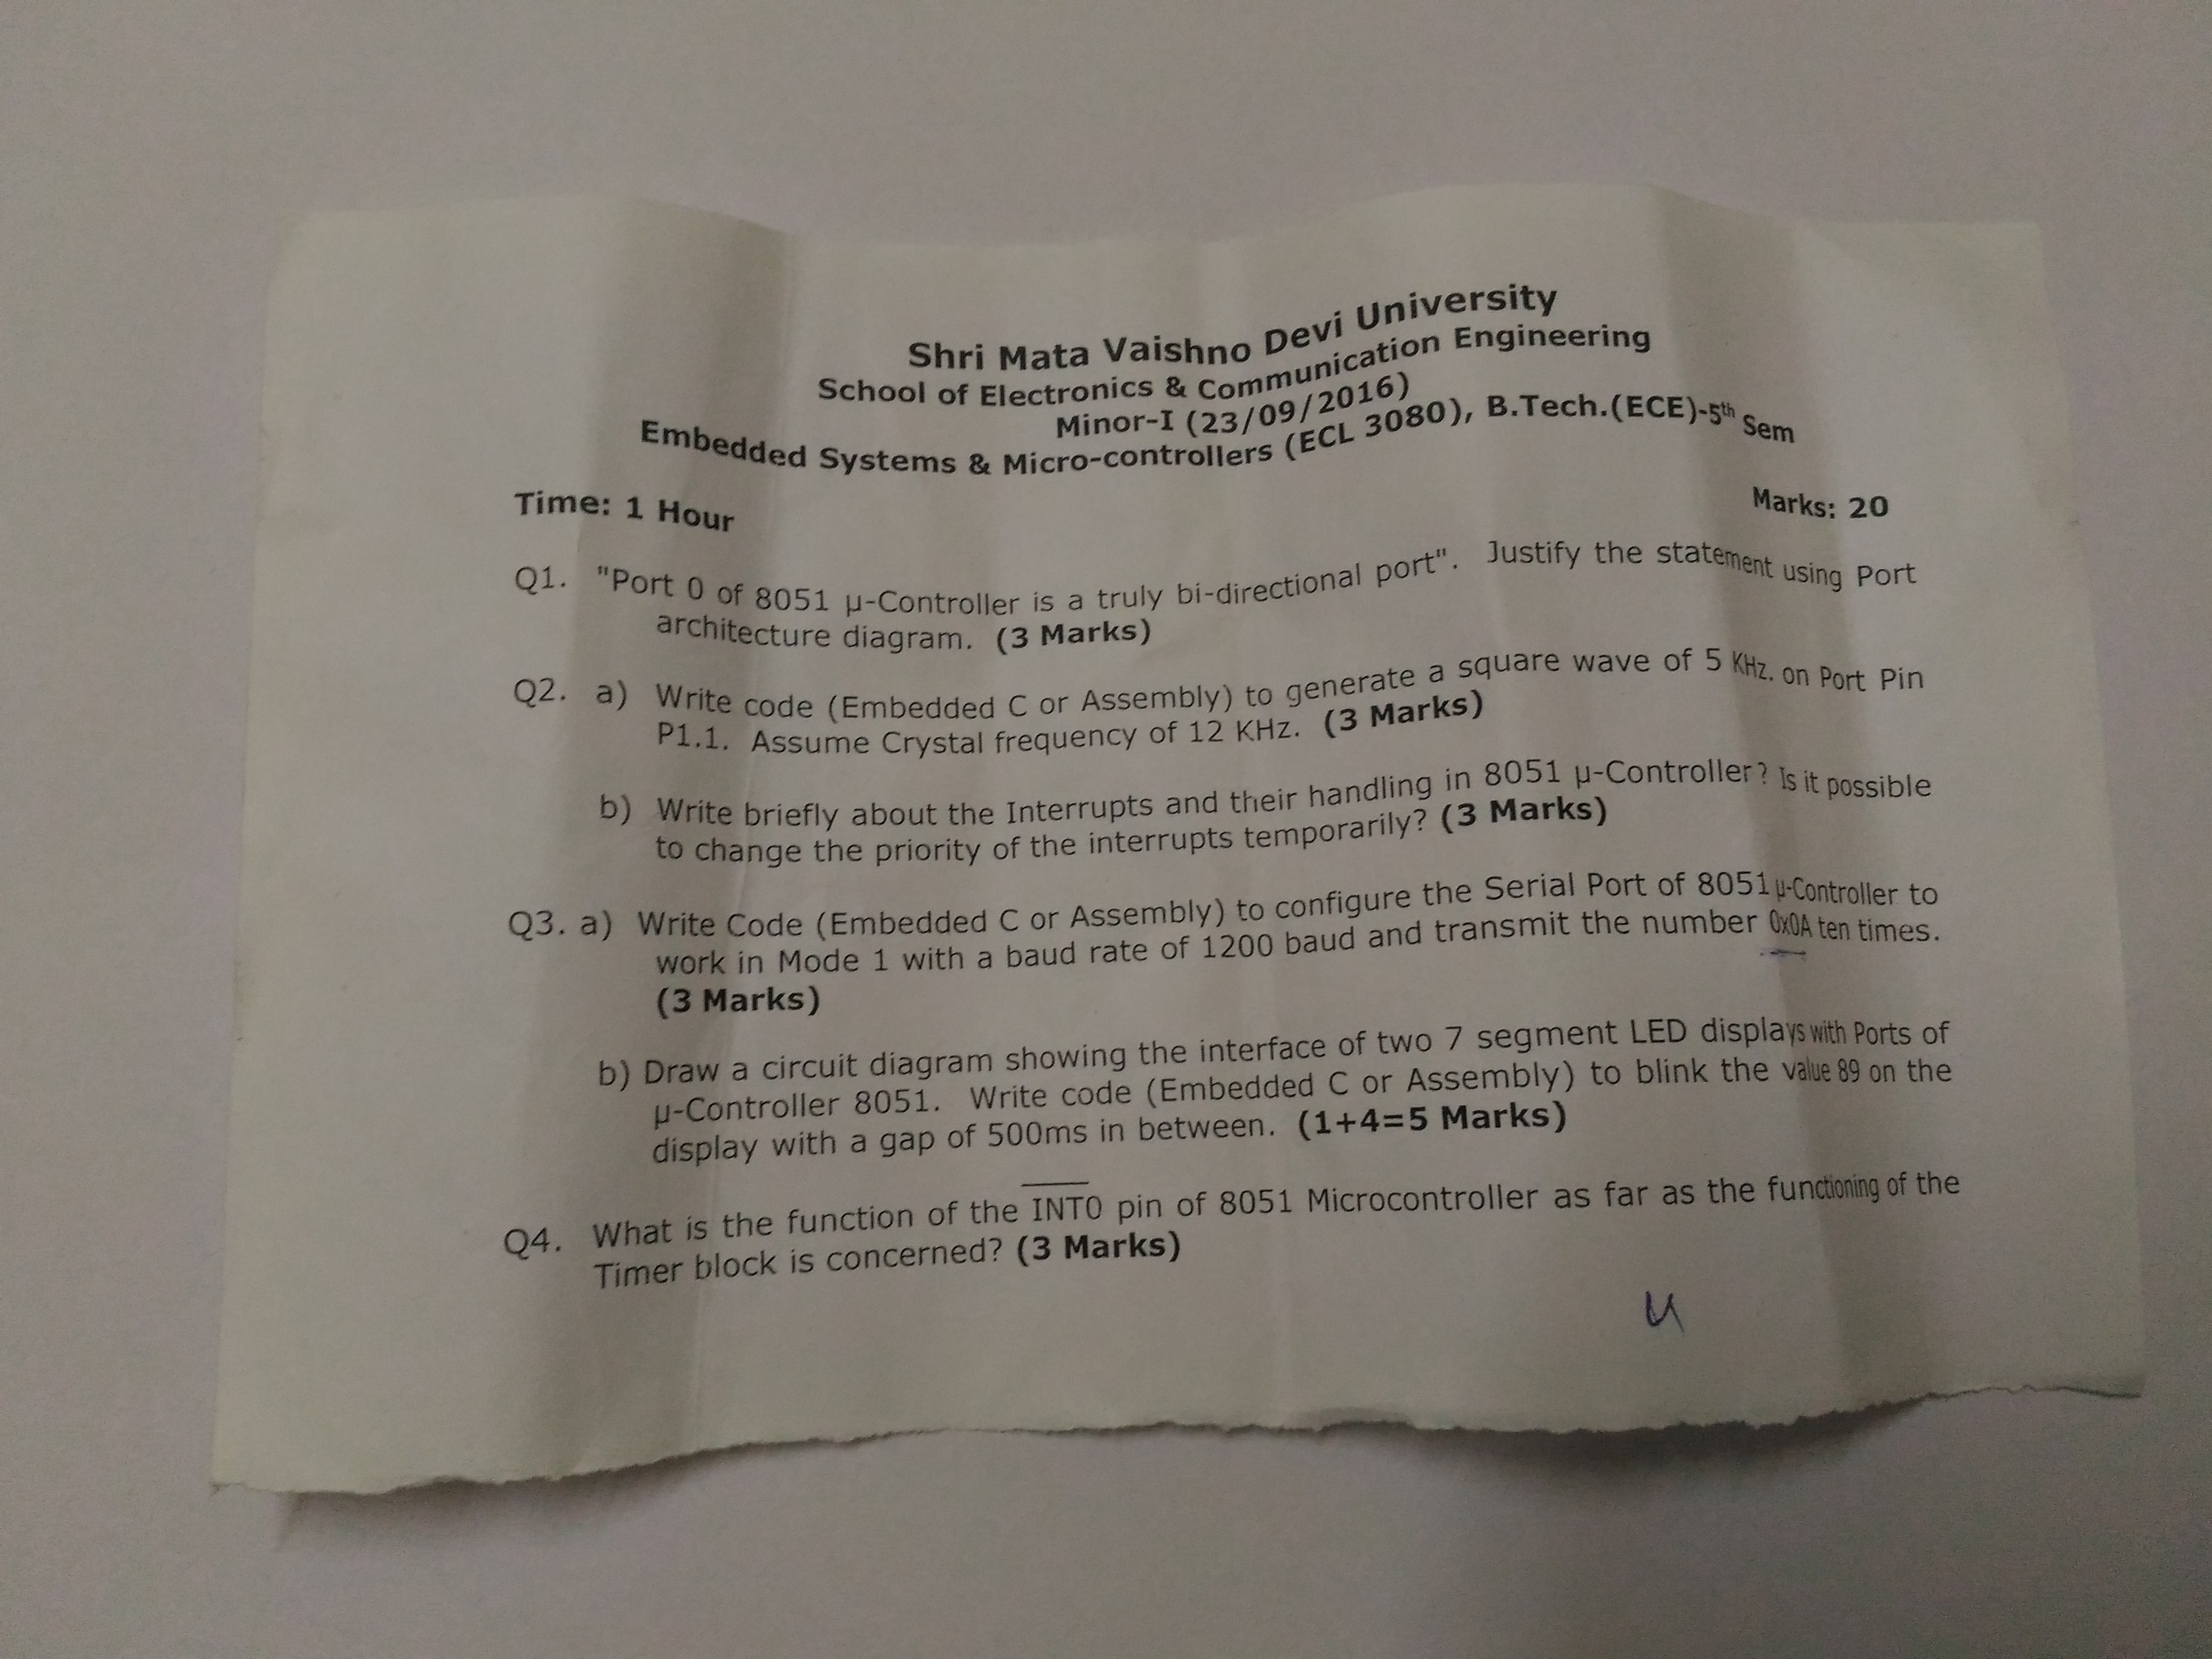 Shri Mata Vaishno Devi University
School of Electronics & Communication Engineering
Minor-I (23/09/2016)
Embedded Systems & Micro-controllers (ECL 3080), B.Tech.(ECE)-5th Sem
Time: 1 Hour Marks: 20
Q1. "Port 0 of 8051 µ-Controller is a truly bi-directional port". Justify the statement using Port
architecture diagram. (3 Marks)
Q2. a) Write code (Embedded C or Assembly) to generate a square wave of 5 KHz. on Port Pin
P1.1. Assume Crystal frequency of 12 KHz. (3 Marks)
b) Write briefly about the Interrupts and their handling in 8051 µ-Controller? Is it possible
to change the priority of the interrupts temporarily? (3 Marks)
Q3. a) Write Code (Embedded C or Assembly) to configure the Serial Port of 8051 µ-Controller to
work in Mode 1 with a baud rate of 1200 baud and transmit the number 0x0A ten times.
(3 Marks)
b) Draw a circuit diagram showing the interface of two 7 segment LED displays with Ports of
µ-Controller 8051. Write code (Embedded C or Assembly) to blink the value 89 on the
display with a gap of 500ms in between. (1+4=5 Marks)
Q4. What is the function of the INT0 pin of 8051 Microcontroller as far as the functioning of the
Timer block is concerned? (3 Marks)